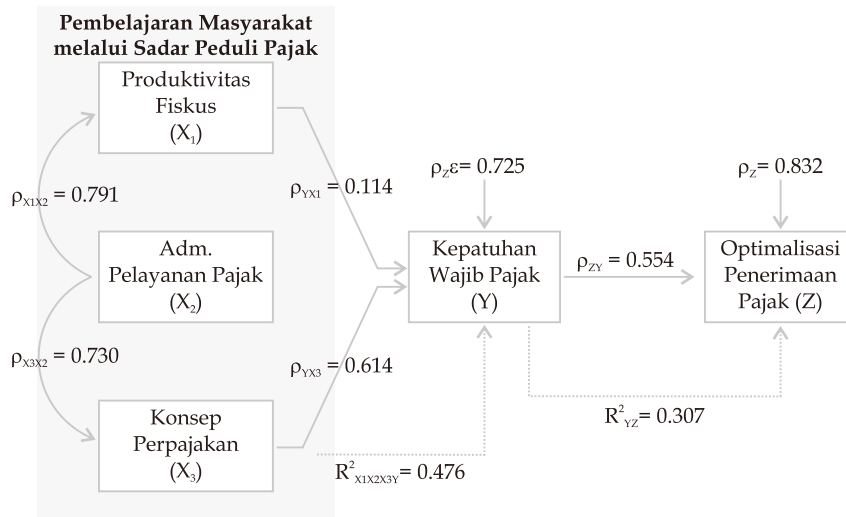 Pembelajaran Masyarakat
melalui Sadar Peduli Pajak
Produktivitas
Fiskus
(X₁)
ρX1X2 = 0.791
ρYX1 = 0.114
Adm.
Pelayanan Pajak
(X₂)
ρX3X2 = 0.730
ρYX3 = 0.614
Konsep
Perpajakan
(X₃)
R²X1X2X3Y= 0.476
ρZε= 0.725
Kepatuhan
Wajib Pajak
(Y)
ρZY = 0.554
ρZ= 0.832
Optimalisasi
Penerimaan
Pajak (Z)
R²YZ= 0.307